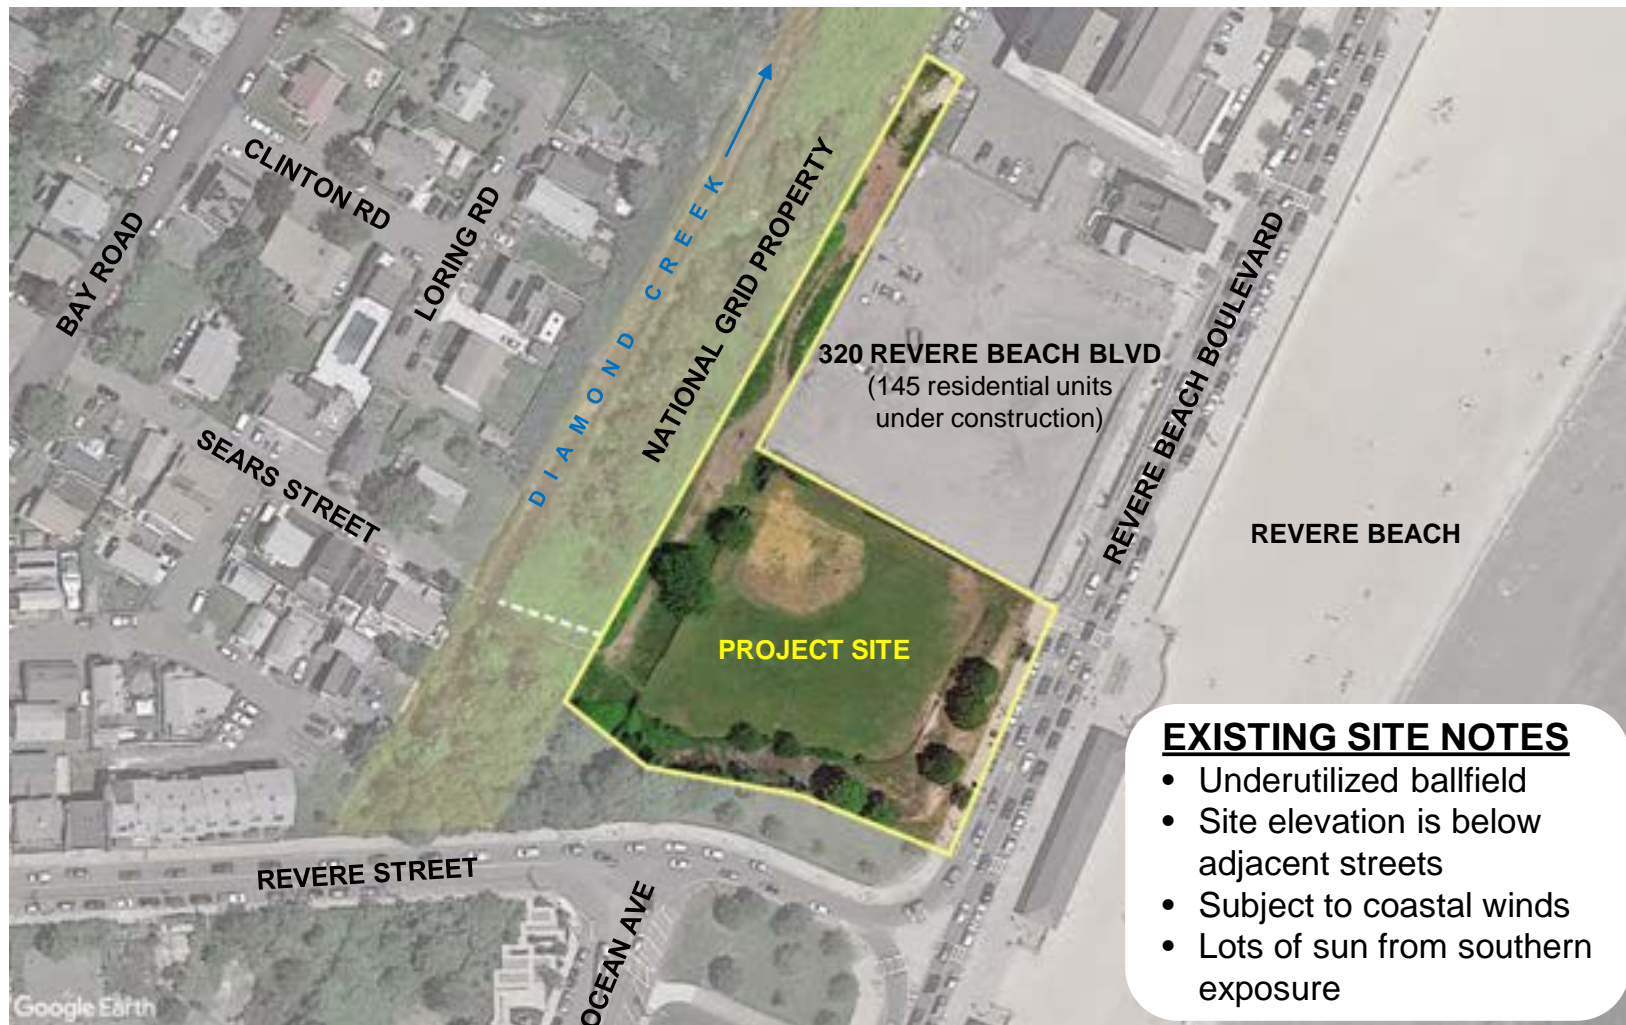 CLINTON RD
LORING RD
BAY ROAD
DIAMOND CREEK
NATIONAL GRID PROPERTY
320 REVERE BEACH BLVD
(145 residential units
under construction)
REVERE BEACH BOULEVARD
SEARS STREET
REVERE BEACH
PROJECT SITE
REVERE STREET
OCEAN AVE
EXISTING SITE NOTES
• Underutilized ballfield
• Site elevation is below
adjacent streets
• Subject to coastal winds
• Lots of sun from southern
exposure
Google Earth